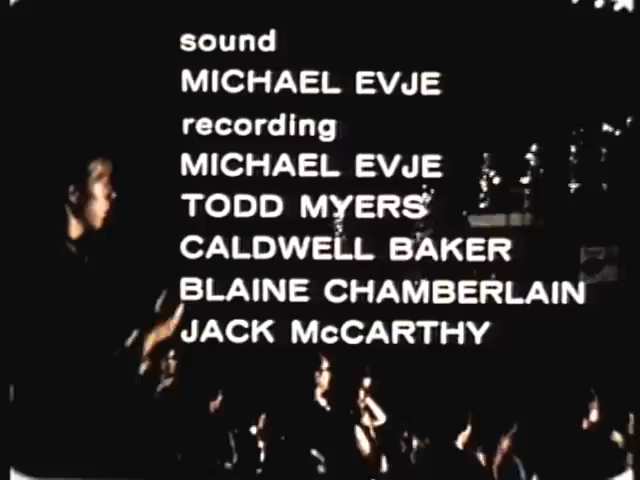 sound
MICHAEL EVJE
recording
MICHAEL EVJE
TODD MYERS
CALDWELL BAKER
BLAINE CHAMBERLAIN
JACK McCARTHY